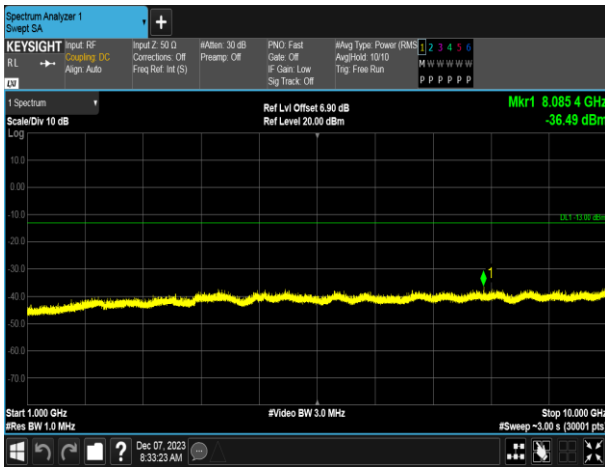 Spectrum Analyzer 1
Swept SA
KEYSIGHT Input: RF Input Z: 50 Ω #Atten: 30 dB PNO: Fast #Avg Type: Power (RMS 1 2 3 4 5 6
RL Coupling: DC Corrections: Off Preamp: Off Gate: Off Avg|Hold: 10/10 M W W W W W
Align: Auto Freq Ref: Int (S) IF Gain: Low Trig: Free Run
Sig Track: Off P P P P P P
LXI
1 Spectrum Ref Lvl Offset 6.90 dB Mkr1 8.085 4 GHz
Scale/Div 10 dB Ref Level 20.00 dBm -36.49 dBm
Log
10.0
0.00
-10.0
DL1 -13.00 dBm
-20.0
-30.0
1
-40.0
-50.0
-60.0
-70.0
Start 1.000 GHz #Video BW 3.0 MHz Stop 10.000 GHz
#Res BW 1.0 MHz #Sweep ~3.00 s (30001 pts
Dec 07, 2023
8:33:23 AM